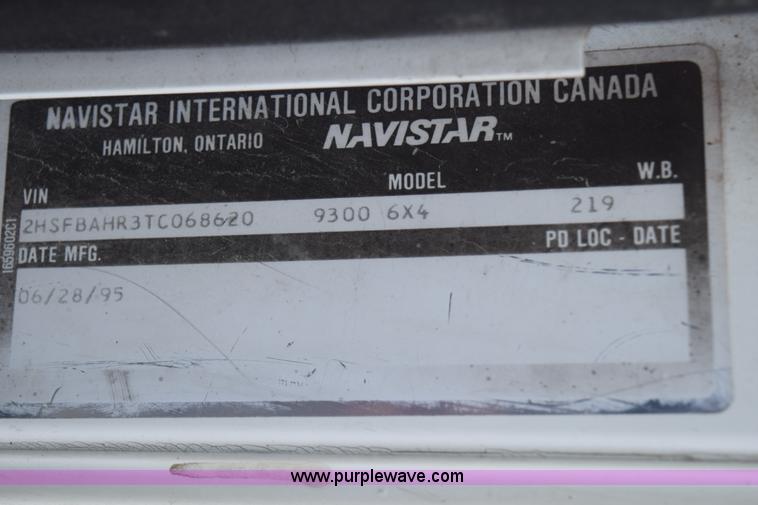 NAVISTAR INTERNATIONAL CORPORATION CANADA
HAMILTON, ONTARIO NAVISTAR™
VIN MODEL W.B.
2HSFBAHR3TC068620 9300 6X4 219
DATE MFG. PD LOC - DATE
06/28/95
1659602C1
www.purplewave.com